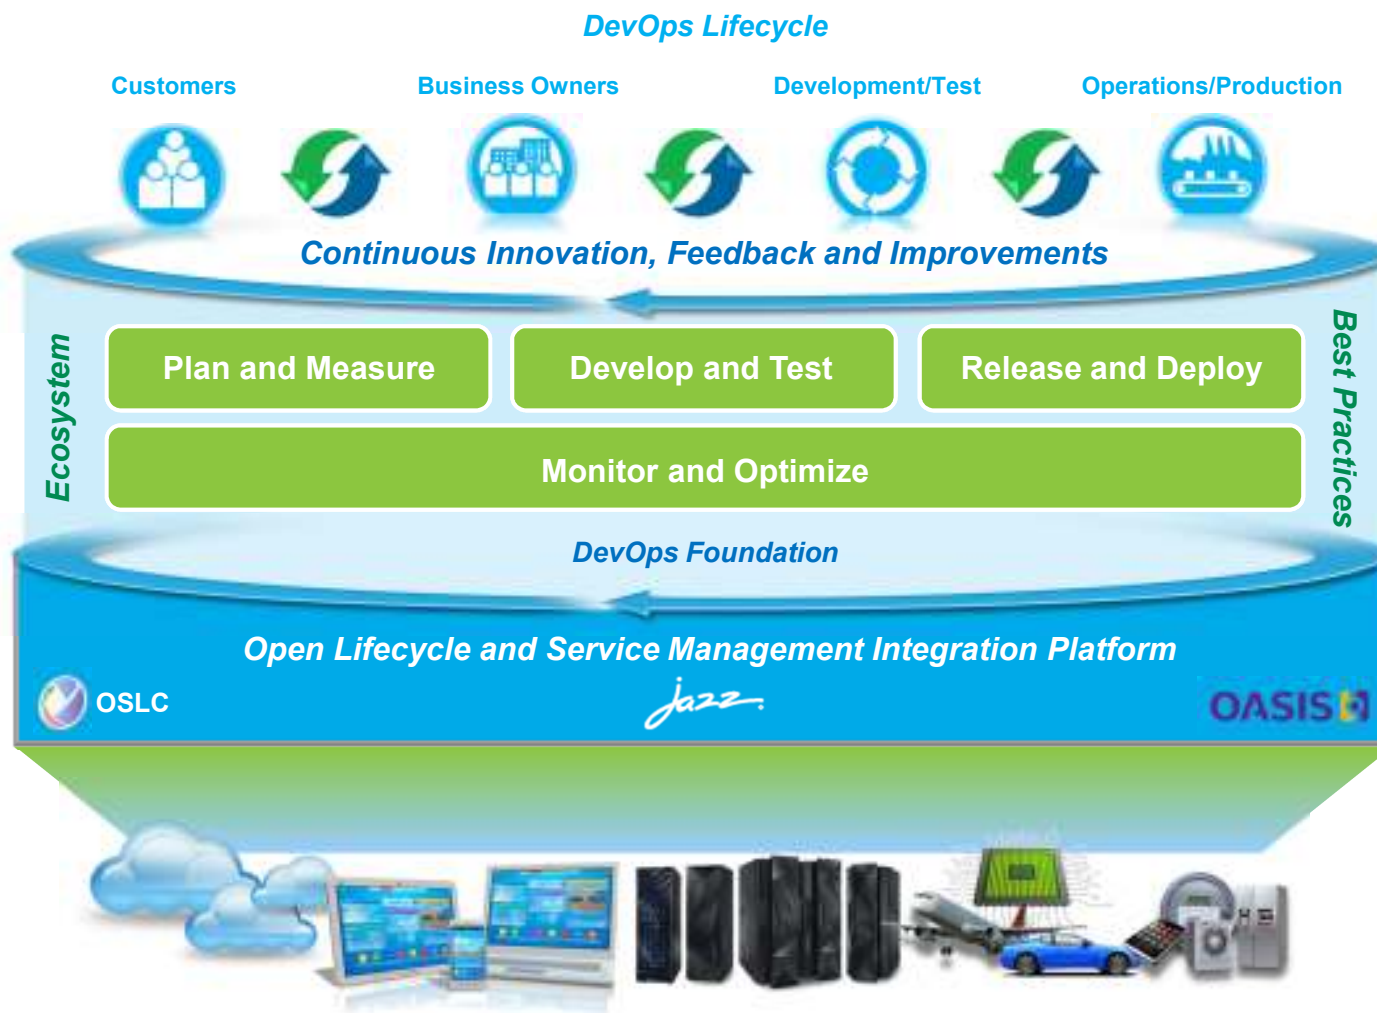 DevOps Lifecycle
Customers
Business Owners
Development/Test
Operations/Production
Continuous Innovation, Feedback and Improvements
Ecosystem
Plan and Measure
Develop and Test
Release and Deploy
Best Practices
Monitor and Optimize
DevOps Foundation
Open Lifecycle and Service Management Integration Platform
OSLC
jazz
OASIS